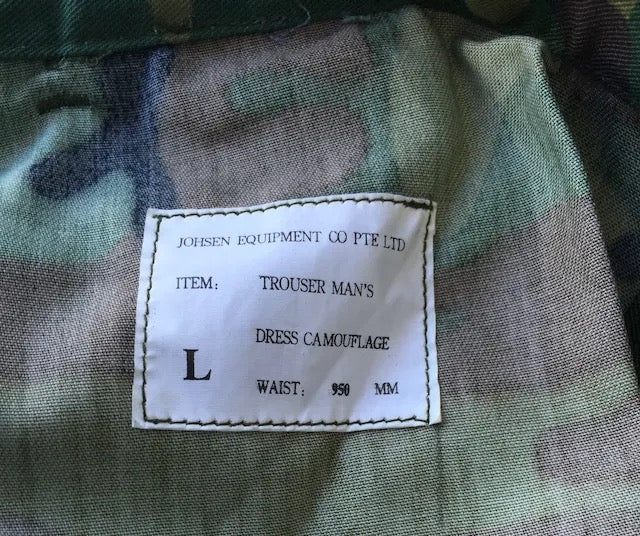 JOHSEN EQUIPMENT CO PTE LTD
ITEM: TROUSER MAN'S
DRESS CAMOUFLAGE
L
WAIST: 950 MM